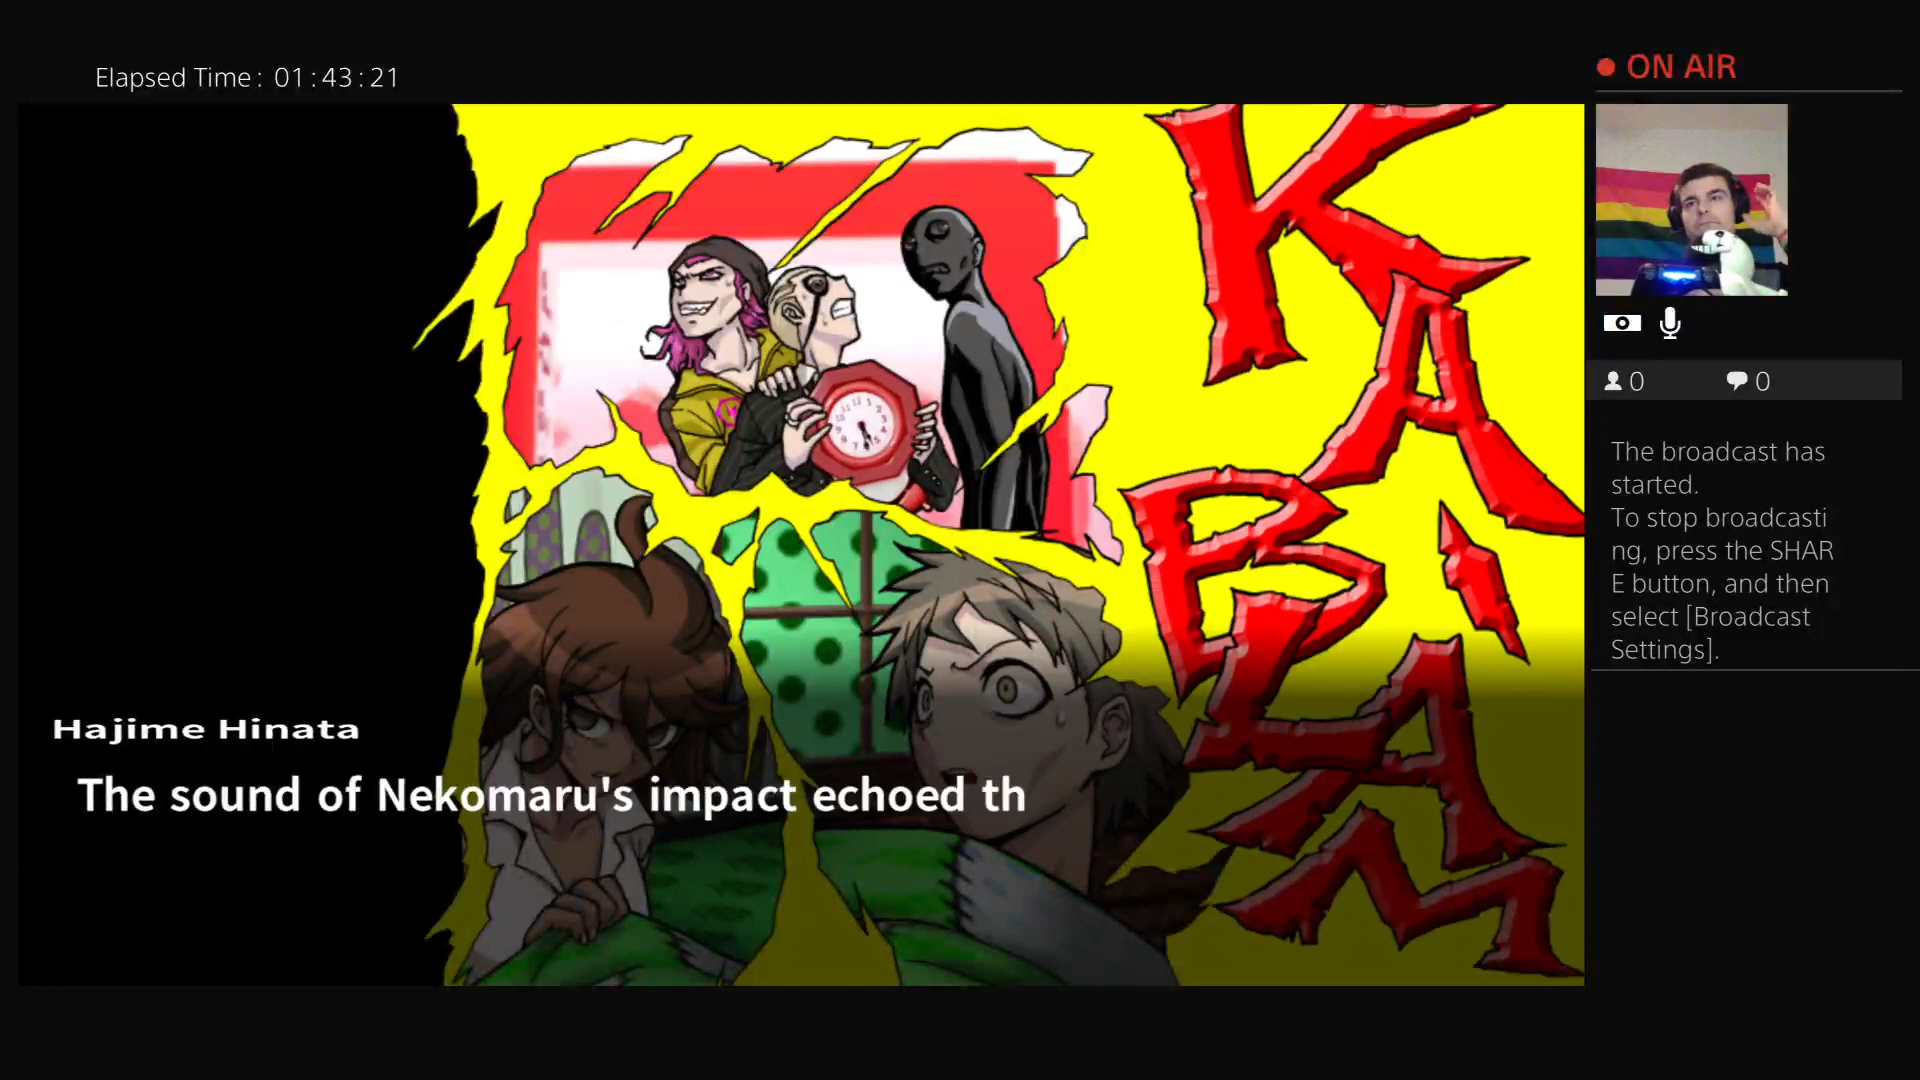 Elapsed Time: 01:43:21
ON AIR
0 0
The broadcast has
started.
To stop broadcasti
ng, press the SHAR
E button, and then
select [Broadcast
Settings].
KABLAM
Hajime Hinata
The sound of Nekomaru's impact echoed th